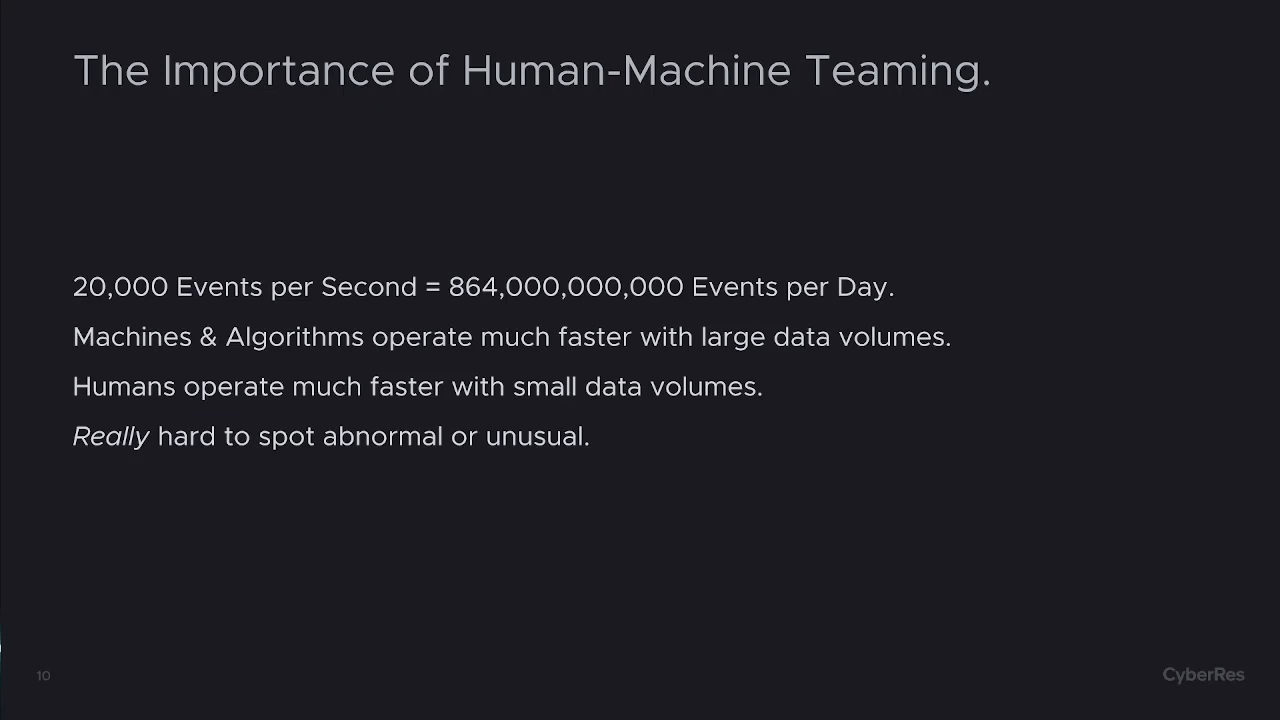 The Importance of Human-Machine Teaming.
20,000 Events per Second = 864,000,000,000 Events per Day.
Machines & Algorithms operate much faster with large data volumes.
Humans operate much faster with small data volumes.
Really hard to spot abnormal or unusual.
10
CyberRes